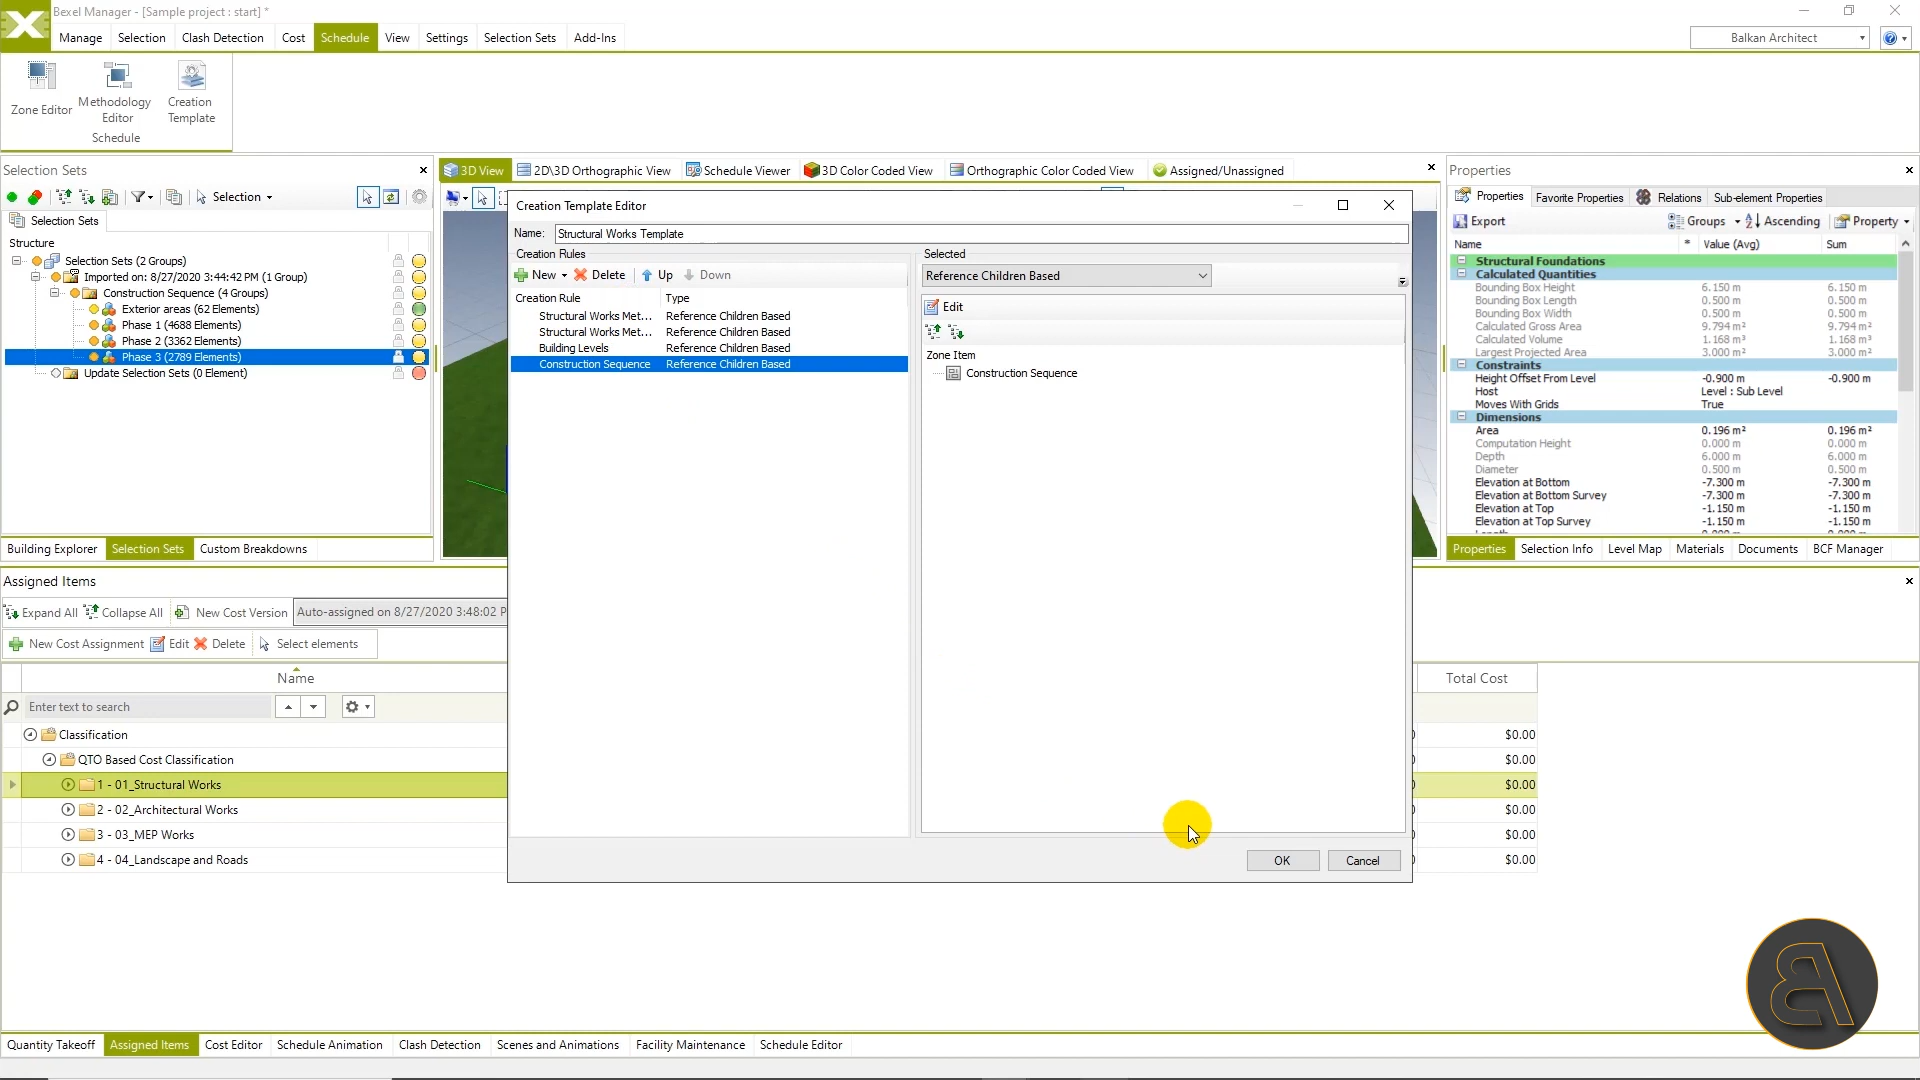 Bexel Manager - [Sample project : start] *
Manage Selection Clash Detection Cost Schedule View Settings Selection Sets Add-Ins
Balkan Architect
Zone Editor
Methodology Editor
Creation Template
Schedule
Selection Sets
Selection
Selection Sets
Structure
Selection Sets (2 Groups)
Imported on: 8/27/2020 3:44:42 PM (1 Group)
Construction Sequence (4 Groups)
Exterior areas (62 Elements)
Phase 1 (4688 Elements)
Phase 2 (3362 Elements)
Phase 3 (2789 Elements)
Update Selection Sets (0 Element)
Building Explorer Selection Sets Custom Breakdowns
3D View 2D\3D Orthographic View Schedule Viewer 3D Color Coded View Orthographic Color Coded View Assigned/Unassigned
Creation Template Editor
Name: Structural Works Template
Creation Rules
New Delete Up Down
Creation Rule Type
Structural Works Met... Reference Children Based
Structural Works Met... Reference Children Based
Building Levels Reference Children Based
Construction Sequence Reference Children Based
Selected
Reference Children Based
Edit
Zone Item
Construction Sequence
OK Cancel
Properties
Properties Favorite Properties Relations Sub-element Properties
Export Groups Ascending Property
Name * Value (Avg) Sum
Structural Foundations
Calculated Quantities
Bounding Box Height 6.150 m 6.150 m
Bounding Box Length 0.500 m 0.500 m
Bounding Box Width 0.500 m 0.500 m
Calculated Gross Area 9.794 m² 9.794 m²
Calculated Volume 1.168 m³ 1.168 m³
Largest Projected Area 3.000 m² 3.000 m²
Constraints
Height Offset From Level -0.900 m -0.900 m
Host Level : Sub Level
Moves With Grids True
Dimensions
Area 0.196 m² 0.196 m²
Computation Height 0.000 m 0.000 m
Depth 6.000 m 6.000 m
Diameter 0.500 m 0.500 m
Elevation at Bottom -7.300 m -7.300 m
Elevation at Bottom Survey -7.300 m -7.300 m
Elevation at Top -1.150 m -1.150 m
Elevation at Top Survey -1.150 m -1.150 m
Properties Selection Info Level Map Materials Documents BCF Manager
Assigned Items
Expand All Collapse All New Cost Version Auto-assigned on 8/27/2020 3:48:02 P
New Cost Assignment Edit Delete Select elements
Name Total Cost
Enter text to search
Classification $0.00
QTO Based Cost Classification $0.00
1 - 01_Structural Works $0.00
2 - 02_Architectural Works $0.00
3 - 03_MEP Works $0.00
4 - 04_Landscape and Roads $0.00
Quantity Takeoff Assigned Items Cost Editor Schedule Animation Clash Detection Scenes and Animations Facility Maintenance Schedule Editor